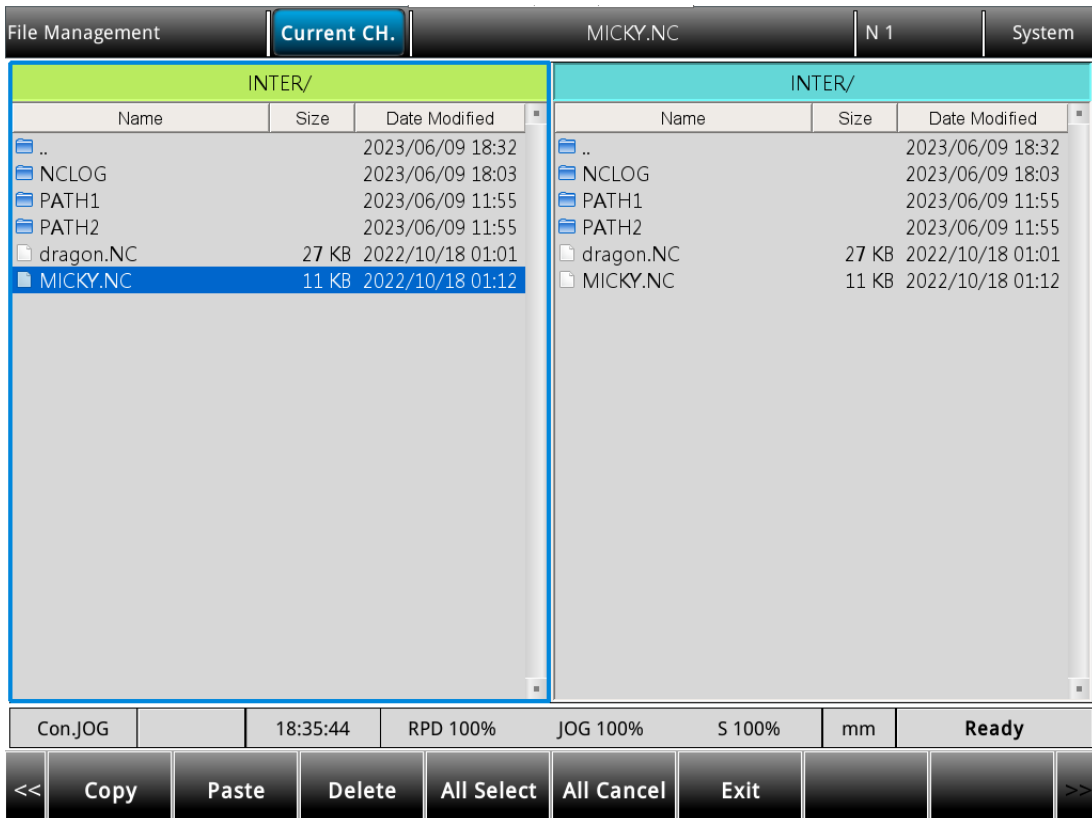 File Management Current CH. MICKY.NC N 1 System
INTER/
Name Size Date Modified
.. 2023/06/09 18:32
NCLOG 2023/06/09 18:03
PATH1 2023/06/09 11:55
PATH2 2023/06/09 11:55
dragon.NC 27 KB 2022/10/18 01:01
MICKY.NC 11 KB 2022/10/18 01:12
INTER/
Name Size Date Modified
.. 2023/06/09 18:32
NCLOG 2023/06/09 18:03
PATH1 2023/06/09 11:55
PATH2 2023/06/09 11:55
dragon.NC 27 KB 2022/10/18 01:01
MICKY.NC 11 KB 2022/10/18 01:12
Con.JOG 18:35:44 RPD 100% JOG 100% S 100% mm Ready
<< Copy Paste Delete All Select All Cancel Exit >>